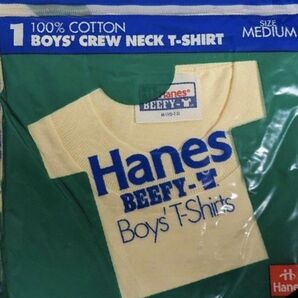 1 100% COTTON
BOYS' CREW NECK T-SHIRT
SIZE
MEDIUM
Hanes®
BEEFY-T
Hanes
BEEFY-T
Boys' T-Shirts
Hanes